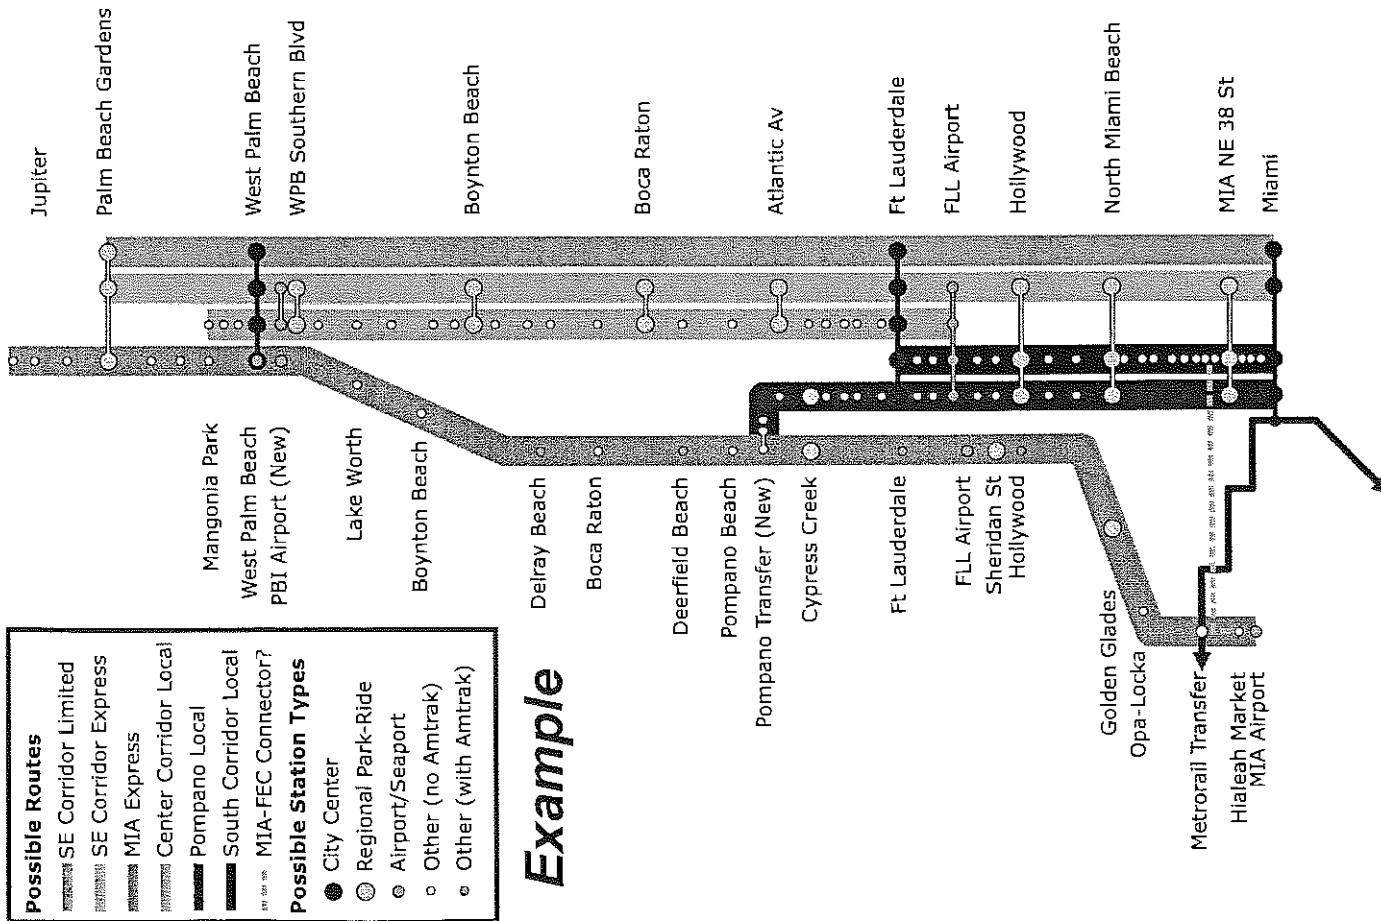 Jupiter
Palm Beach Gardens
West Palm Beach
WPB Southern Blvd
Boynton Beach
Boca Raton
Atlantic Av
Ft Lauderdale
FLL Airport
Hollywood
North Miami Beach
MIA NE 38 St
Miami
Mangonia Park
West Palm Beach
PBI Airport (New)
Lake Worth
Boynton Beach
Delray Beach
Boca Raton
Deerfield Beach
Pompano Beach
Pompano Transfer (New)
Cypress Creek
Ft Lauderdale
FLL Airport
Sheridan St
Hollywood
Golden Glades
Opa-Locka
Metrorail Transfer
Hialeah Market
MIA Airport
Possible Routes
SE Corridor Limited
SE Corridor Express
MIA Express
Center Corridor Local
Pompano Local
South Corridor Local
MIA-FEC Connector?
Possible Station Types
City Center
Regional Park-Ride
Airport/Seaport
Other (no Amtrak)
Other (with Amtrak)
Example